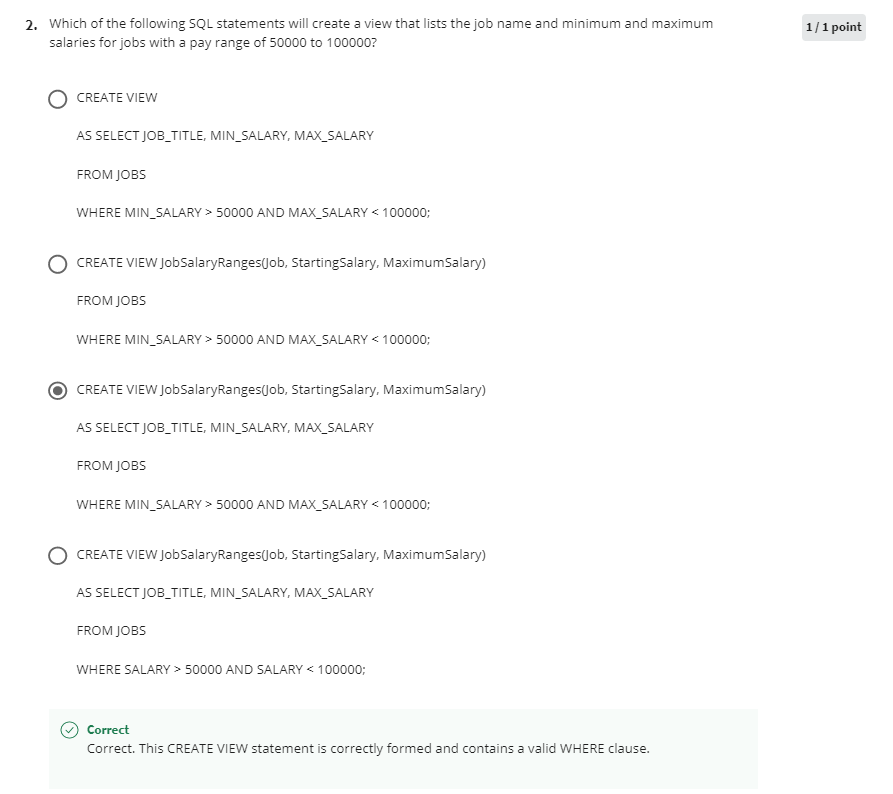 2. Which of the following SQL statements will create a view that lists the job name and minimum and maximum
salaries for jobs with a pay range of 50000 to 100000?
1 / 1 point
CREATE VIEW
AS SELECT JOB_TITLE, MIN_SALARY, MAX_SALARY
FROM JOBS
WHERE MIN_SALARY > 50000 AND MAX_SALARY < 100000;
CREATE VIEW JobSalaryRanges(Job, StartingSalary, MaximumSalary)
FROM JOBS
WHERE MIN_SALARY > 50000 AND MAX_SALARY < 100000;
CREATE VIEW JobSalaryRanges(Job, StartingSalary, MaximumSalary)
AS SELECT JOB_TITLE, MIN_SALARY, MAX_SALARY
FROM JOBS
WHERE MIN_SALARY > 50000 AND MAX_SALARY < 100000;
CREATE VIEW JobSalaryRanges(Job, StartingSalary, MaximumSalary)
AS SELECT JOB_TITLE, MIN_SALARY, MAX_SALARY
FROM JOBS
WHERE SALARY > 50000 AND SALARY < 100000;
Correct
Correct. This CREATE VIEW statement is correctly formed and contains a valid WHERE clause.